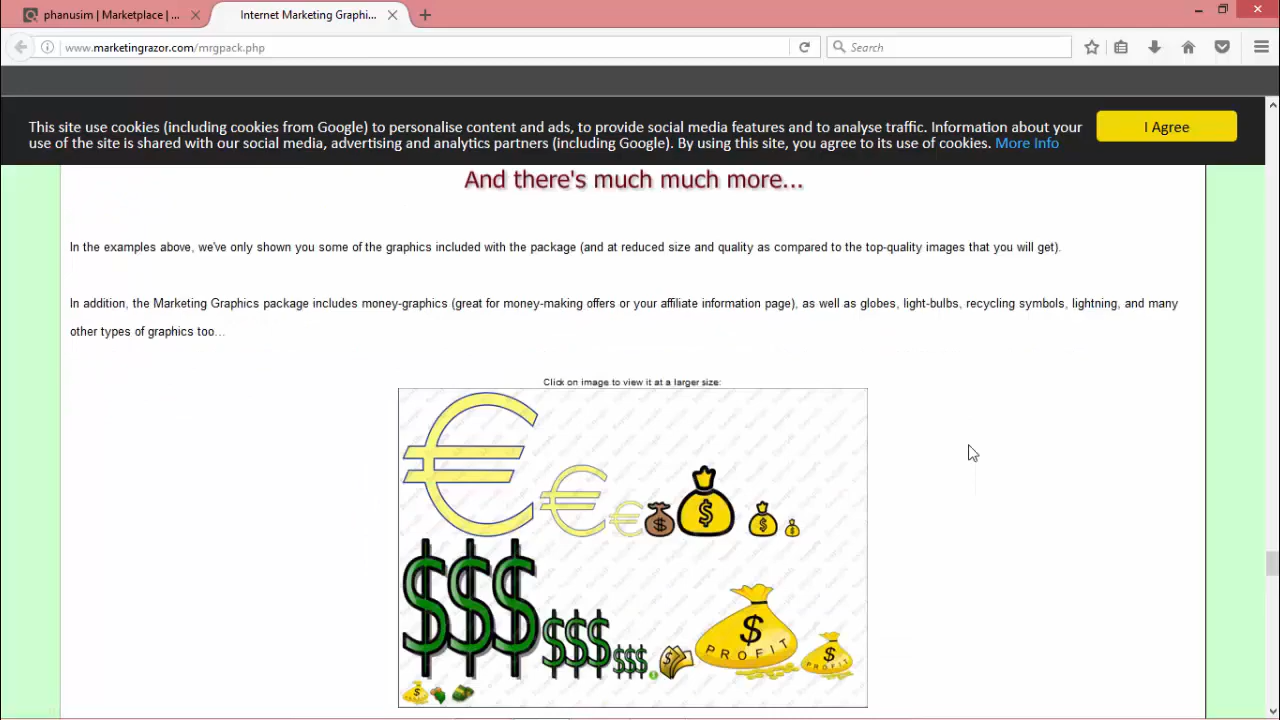 phanusim | Marketplace | ...
Internet Marketing Graphi...
www.marketingrazor.com/mrgpack.php
Search
This site use cookies (including cookies from Google) to personalise content and ads, to provide social media features and to analyse traffic. Information about your
use of the site is shared with our social media, advertising and analytics partners (including Google). By using this site, you agree to its use of cookies. More Info
I Agree
And there's much much more...
In the examples above, we've only shown you some of the graphics included with the package (and at reduced size and quality as compared to the top-quality images that you will get).
In addition, the Marketing Graphics package includes money-graphics (great for money-making offers or your affiliate information page), as well as globes, light-bulbs, recycling symbols, lightning, and many
other types of graphics too...
Click on image to view it at a larger size:
€ € € $ $ $ $
$$$ $$$ $$$ $ $ PROFIT $ PROFIT